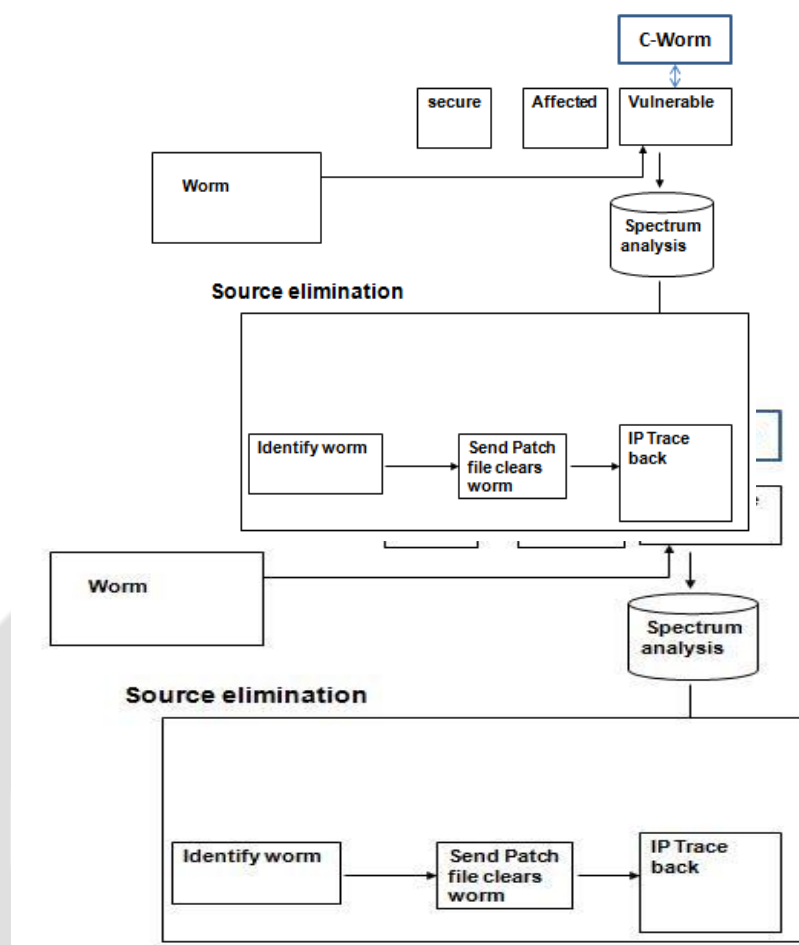 C-Worm
secure
Affected
Vulnerable
Worm
Spectrum
analysis
Source elimination
Identify worm
Send Patch
file clears
worm
IP Trace
back
Worm
Spectrum
analysis
Source elimination
Identify worm
Send Patch
file clears
worm
IP Trace
back